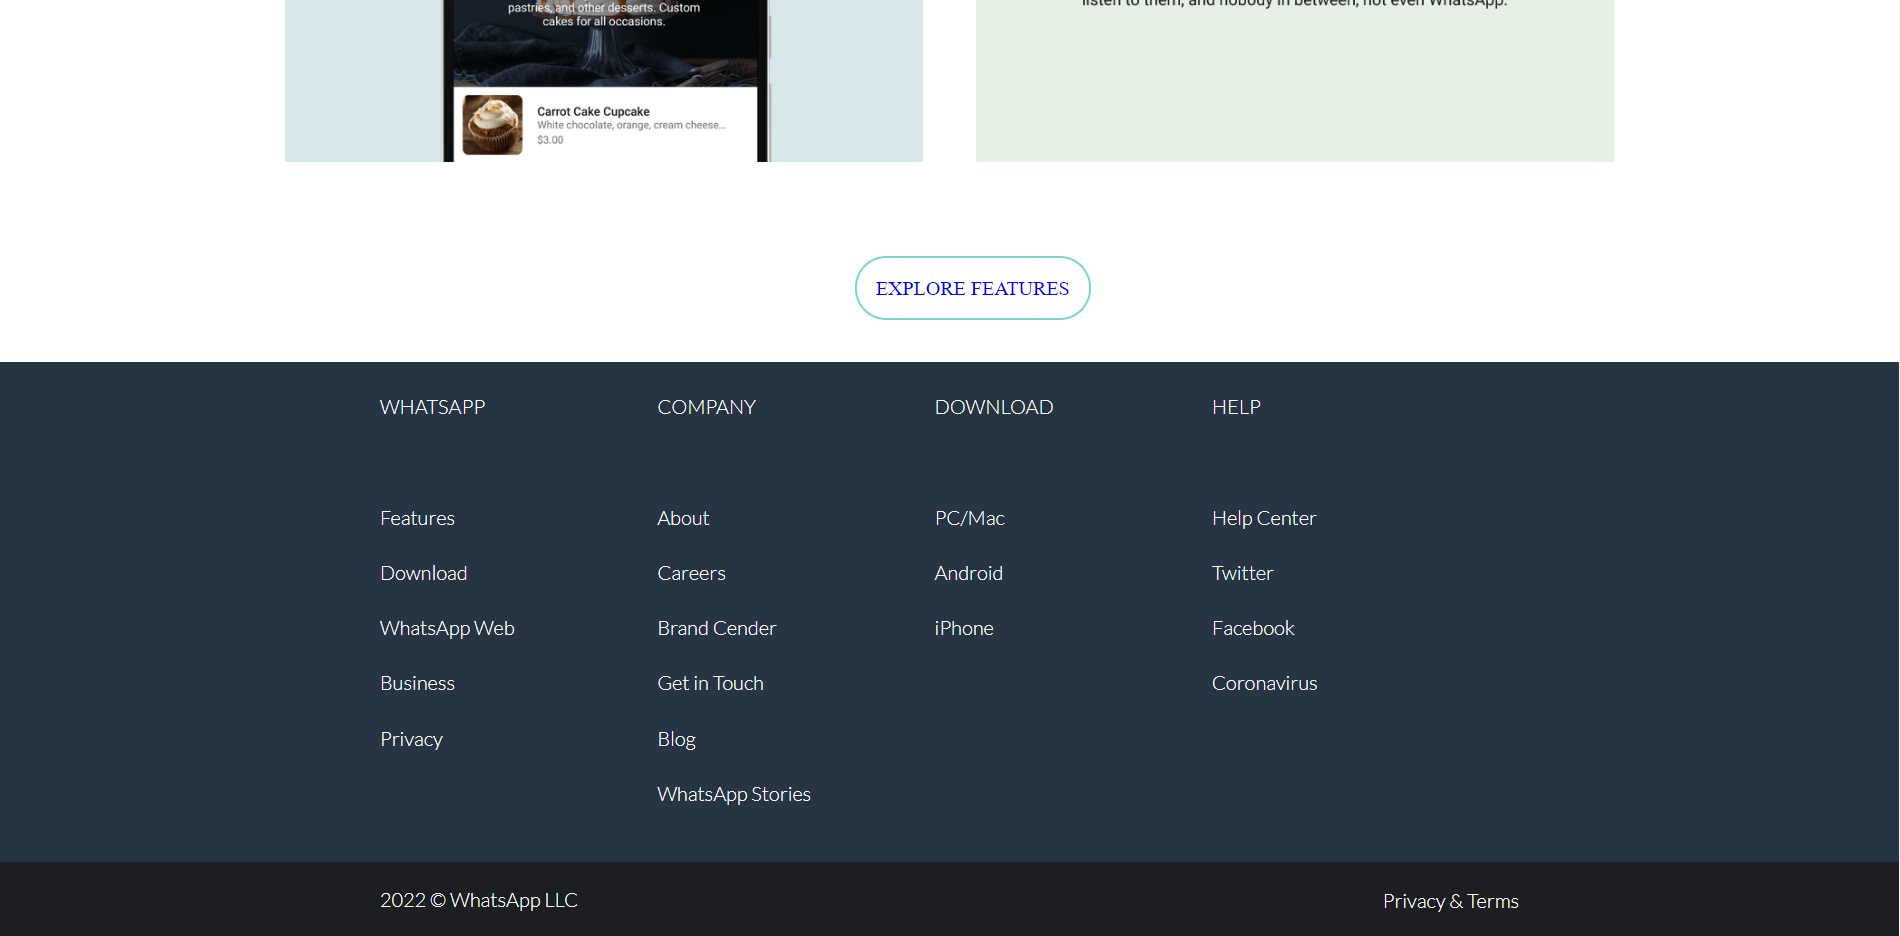 pastries, and other desserts. Custom
cakes for all occasions.
Carrot Cake Cupcake
White chocolate, orange, cream cheese...
$3.00
listen to them, and nobody in between, not even WhatsApp.
EXPLORE FEATURES
WHATSAPP
Features
Download
WhatsApp Web
Business
Privacy
COMPANY
About
Careers
Brand Cender
Get in Touch
Blog
WhatsApp Stories
DOWNLOAD
PC/Mac
Android
iPhone
HELP
Help Center
Twitter
Facebook
Coronavirus
2022 © WhatsApp LLC
Privacy & Terms